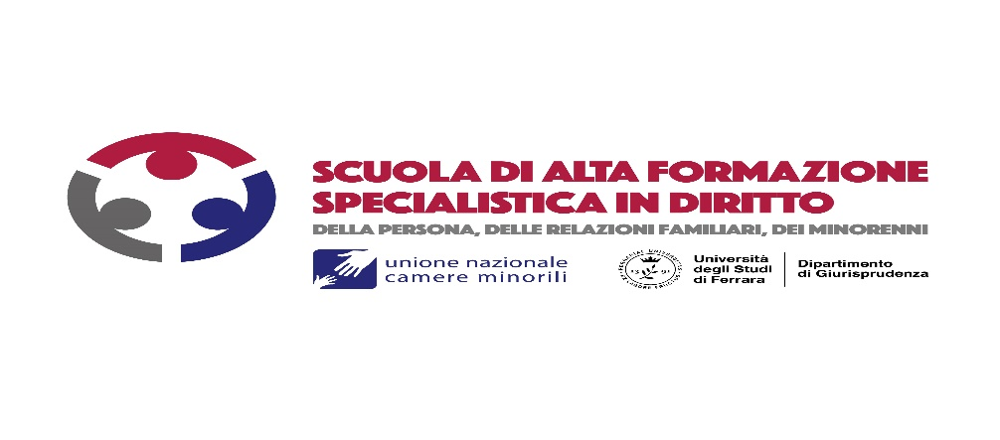 SCUOLA DI ALTA FORMAZIONE
SPECIALISTICA IN DIRITTO
DELLA PERSONA, DELLE RELAZIONI FAMILIARI, DEI MINORENNI
unione nazionale
camere minorili
Università
degli Studi
di Ferrara
Dipartimento
di Giurisprudenza